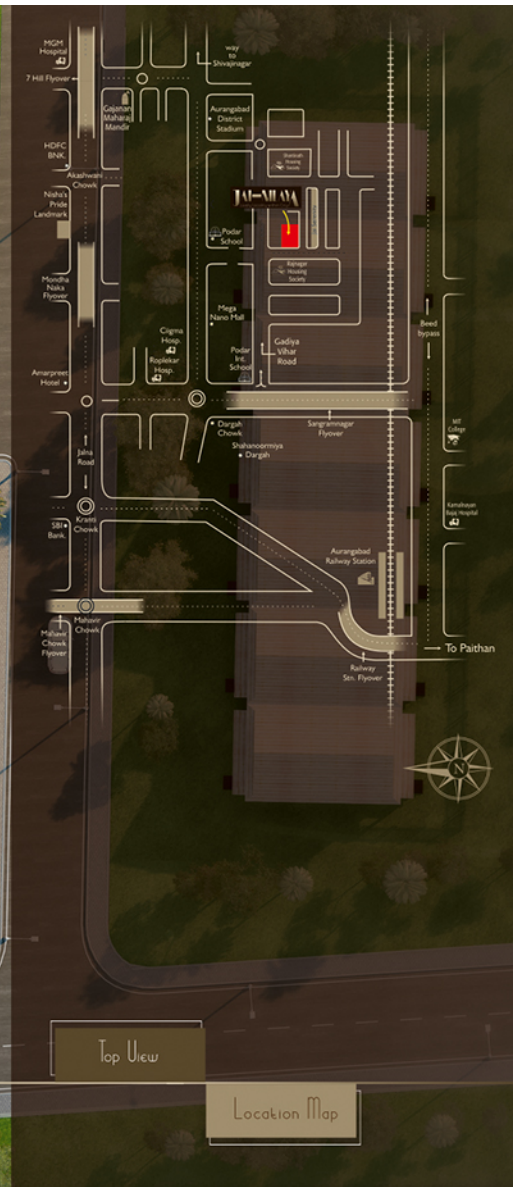 MGM
Hospital
way
to
Shivajinagar
7 Hill Flyover
Gajanan
Maharaj
Mandir
Aurangabad
District
Stadium
HDFC
BNK.
Akashwani
Chowk
Housing
Society
Nisha's
Pride
Landmark
JAI-NILAYA
Podar
School
Rajnagar
Housing
Society
Mondha
Naka
Flyover
Mega
Nano Mall
Beed
bypass
Ciigma
Hosp.
Roplekar
Hosp.
Podar
Int.
School
Gadiya
Vihar
Road
Amarpreet
Hotel
Dargah
Chowk
Sangramnagar
Flyover
MIT
College
Shahanoormiya
Dargah
Jalna
Road
Kamalnayan
Bajaj Hospital
SBI
Bank.
Kranti
Chowk
Aurangabad
Railway Station
Mahavir
Chowk
Mahavir
Chowk
Flyover
To Paithan
Railway
Stn. Flyover
N
Top View
Location Map